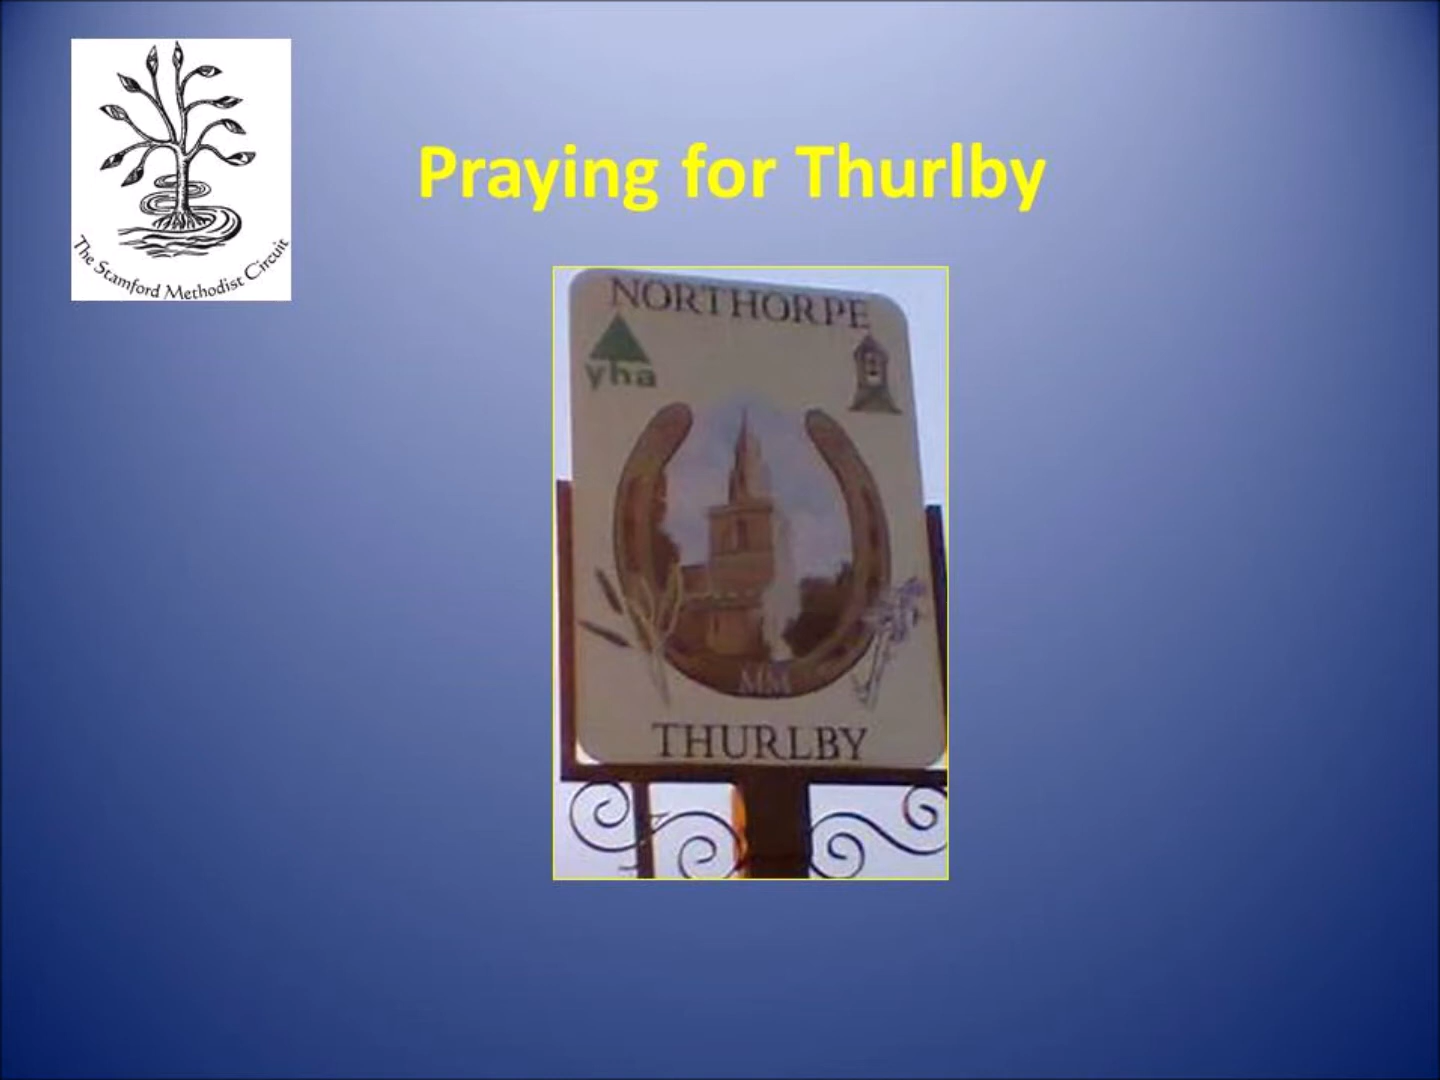 Praying for Thurlby
The Stamford Methodist Circuit
NORTHORPE
yha
MM
THURLBY